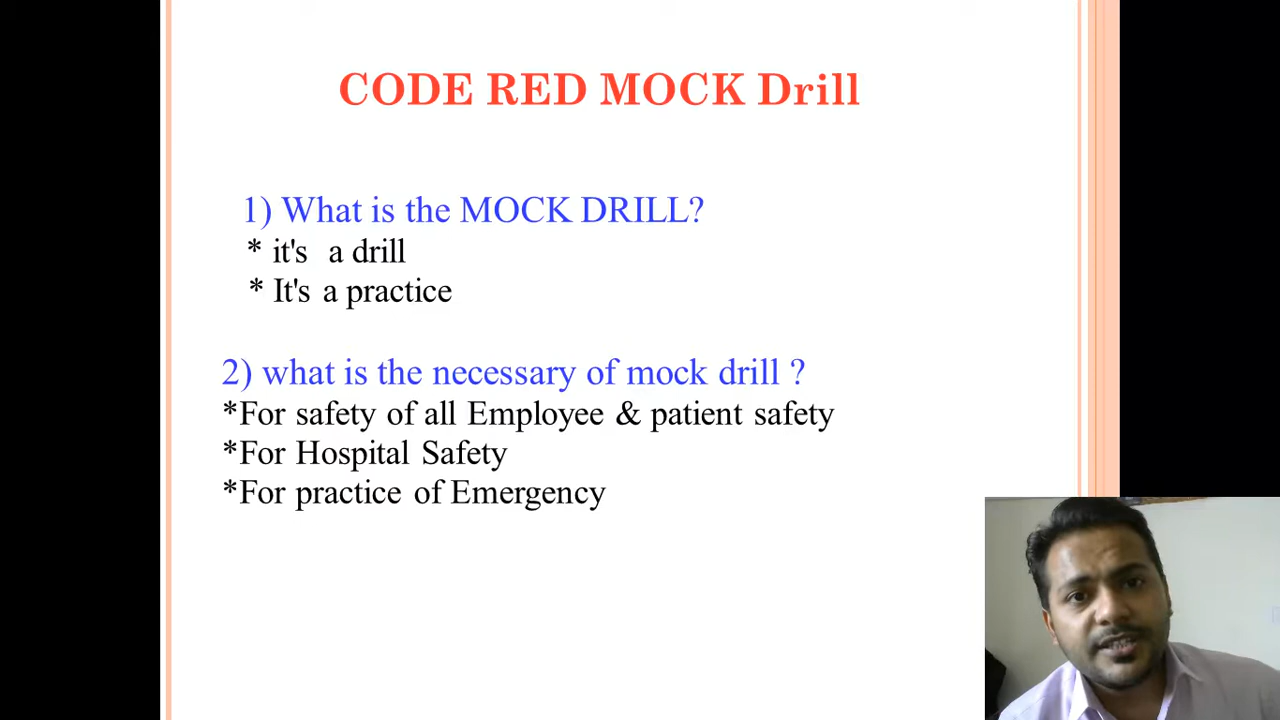 CODE RED MOCK Drill
1) What is the MOCK DRILL?
* it's a drill
* It's a practice
2) what is the necessary of mock drill ?
*For safety of all Employee & patient safety
*For Hospital Safety
*For practice of Emergency